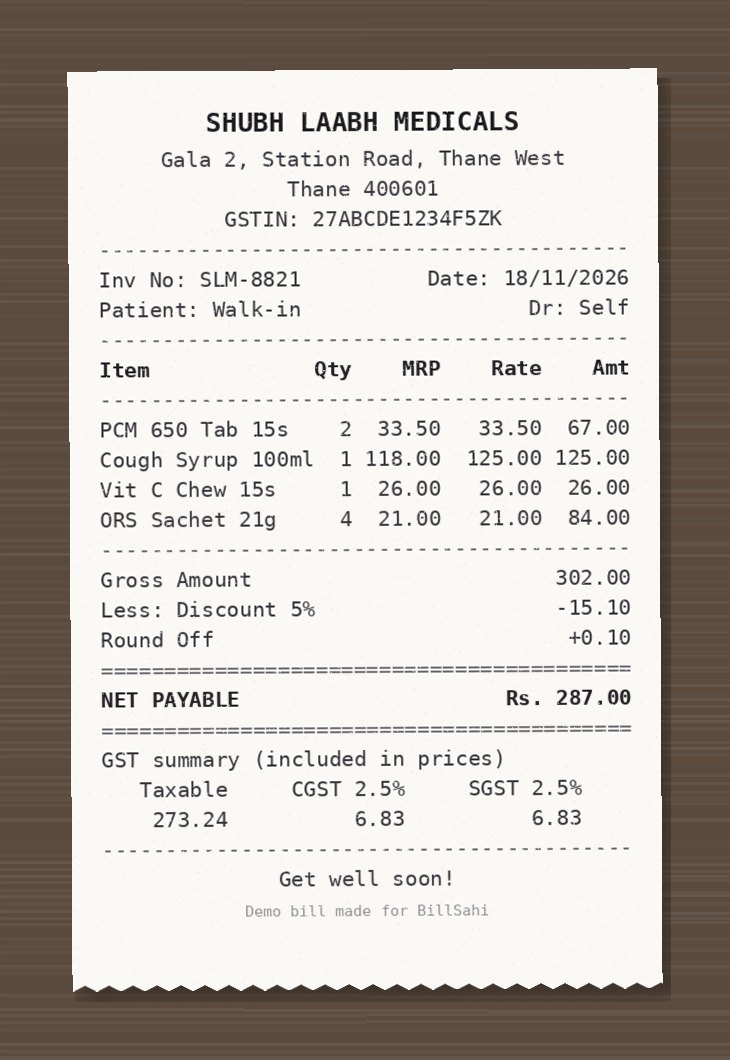 SHUBH LAABH MEDICALS
Gala 2, Station Road, Thane West
Thane 400601
GSTIN: 27ABCDE1234F5ZK
Inv No: SLM-8821 Date: 18/11/2026
Patient: Walk-in Dr: Self
Item Qty MRP Rate Amt
PCM 650 Tab 15s 2 33.50 33.50 67.00
Cough Syrup 100ml 1 118.00 125.00 125.00
Vit C Chew 15s 1 26.00 26.00 26.00
ORS Sachet 21g 4 21.00 21.00 84.00
Gross Amount 302.00
Less: Discount 5% -15.10
Round Off +0.10
NET PAYABLE Rs. 287.00
GST summary (included in prices)
Taxable CGST 2.5% SGST 2.5%
273.24 6.83 6.83
Get well soon!
Demo bill made for BillSahi